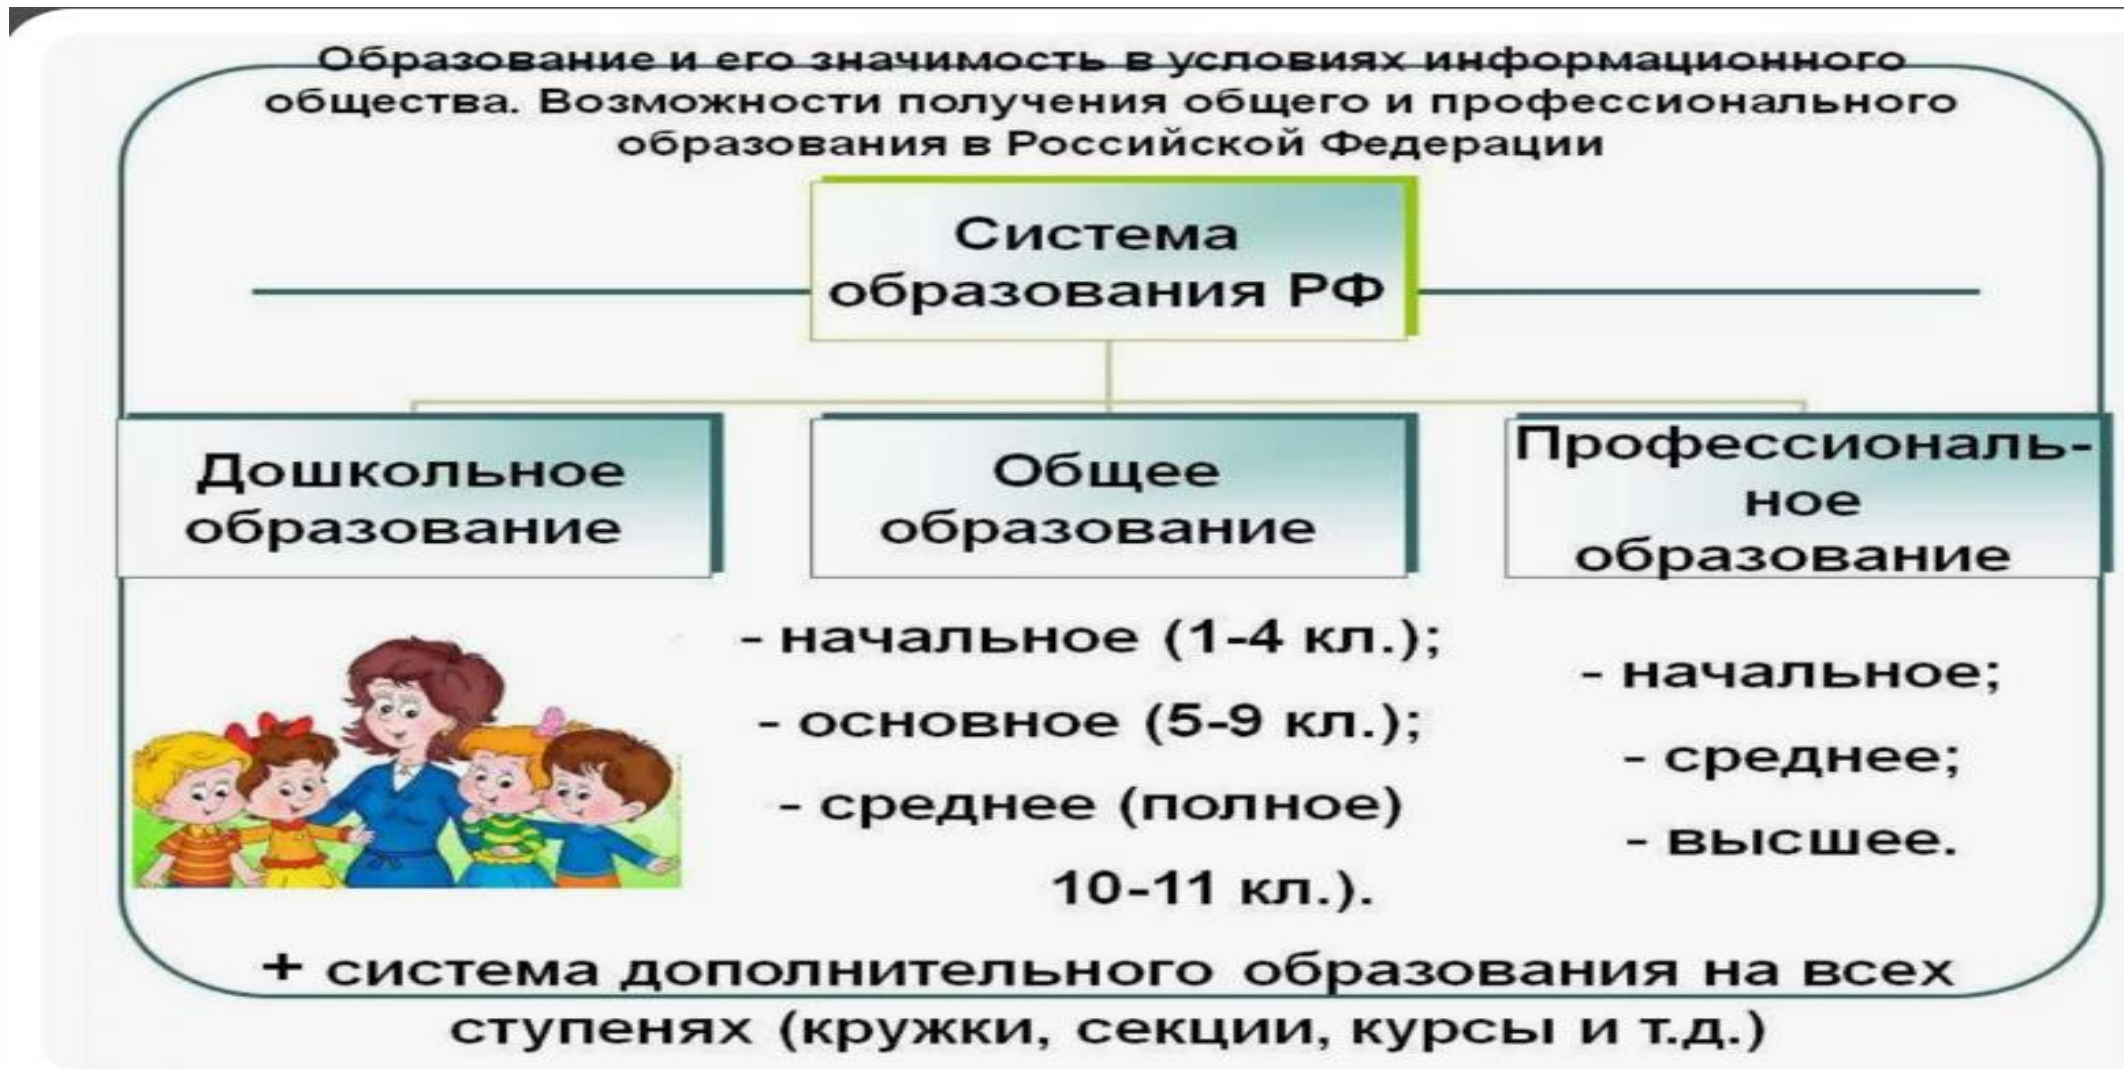 Образование и его значимость в условиях информационного
общества. Возможности получения общего и профессионального
образования в Российской Федерации
Система
образования РФ
Дошкольное
образование
Общее
образование
Профессиональ-
ное
образование
- начальное (1-4 кл.);
- основное (5-9 кл.);
- среднее (полное)
10-11 кл.).
- начальное;
- среднее;
- высшее.
+ система дополнительного образования на всех
ступенях (кружки, секции, курсы и т.д.)